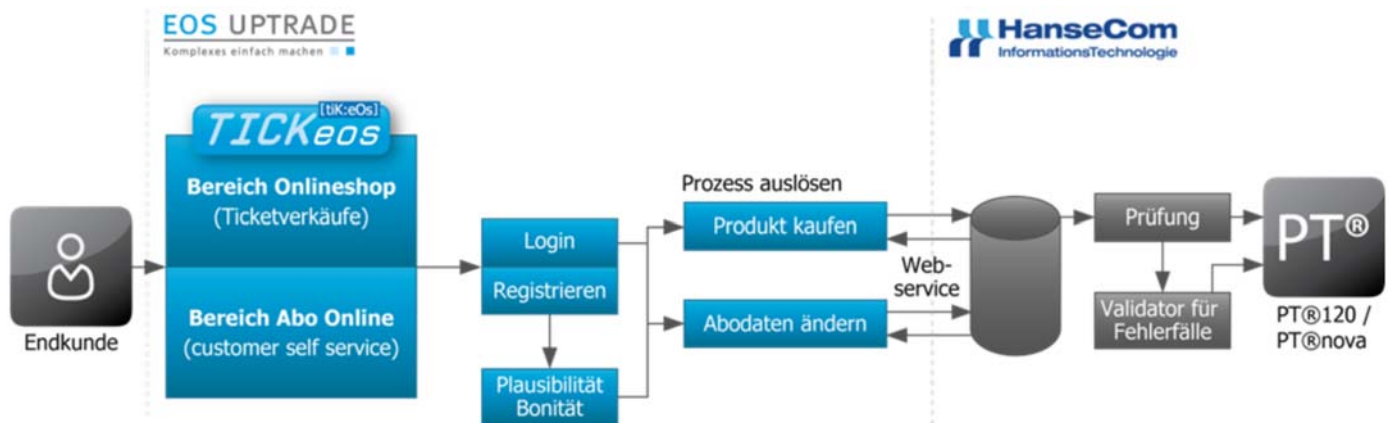 EOS UPTRADE
Komplexes einfach machen
HanseCom
InformationsTechnologie
[tiK:eOs]
TICKeos
Bereich Onlineshop
(Ticketverkäufe)
Bereich Abo Online
(customer self service)
Endkunde
Login
Registrieren
Plausibilität
Bonität
Prozess auslösen
Produkt kaufen
Abodaten ändern
Web-
service
Prüfung
Validator für
Fehlerfälle
PT®
PT®120 /
PT®nova